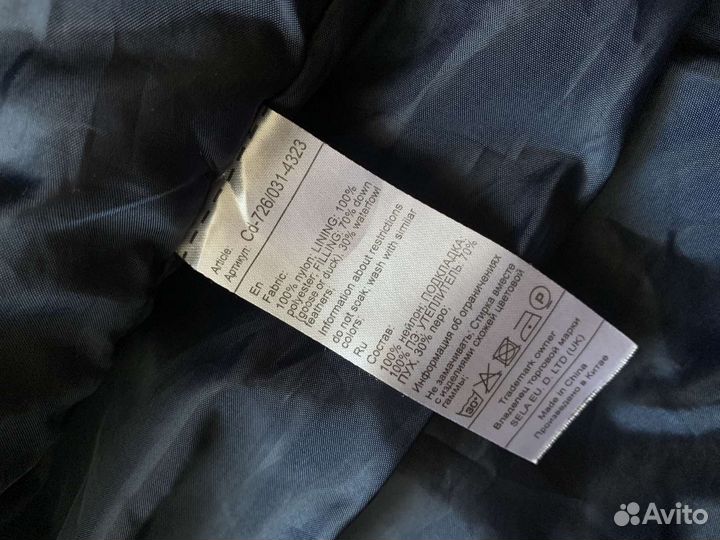 Article:
Артикул: Cd-726/031-4323
En
Fabric:
100% nylon, LINING: 100%
polyester; FILLING: 70% down
(goose or duck), 30% waterfowl
feathers.
Information about restrictions
do not soak, wash with similar
colors:
Ru
Состав:
100% нейлон, ПОДКЛАДКА:
100% ПЭ, УТЕПЛИТЕЛЬ: 70%
ПУХ, 30% перо,
Информация об ограничениях
Не замачивать, Стирка вместе
с изделиями схожей цветовой
гаммы,
30° P
Trademark owner
Владелец торговой марки
SELA EU D. LTD (UK)
Made in China
Произведено в Китае
Avito